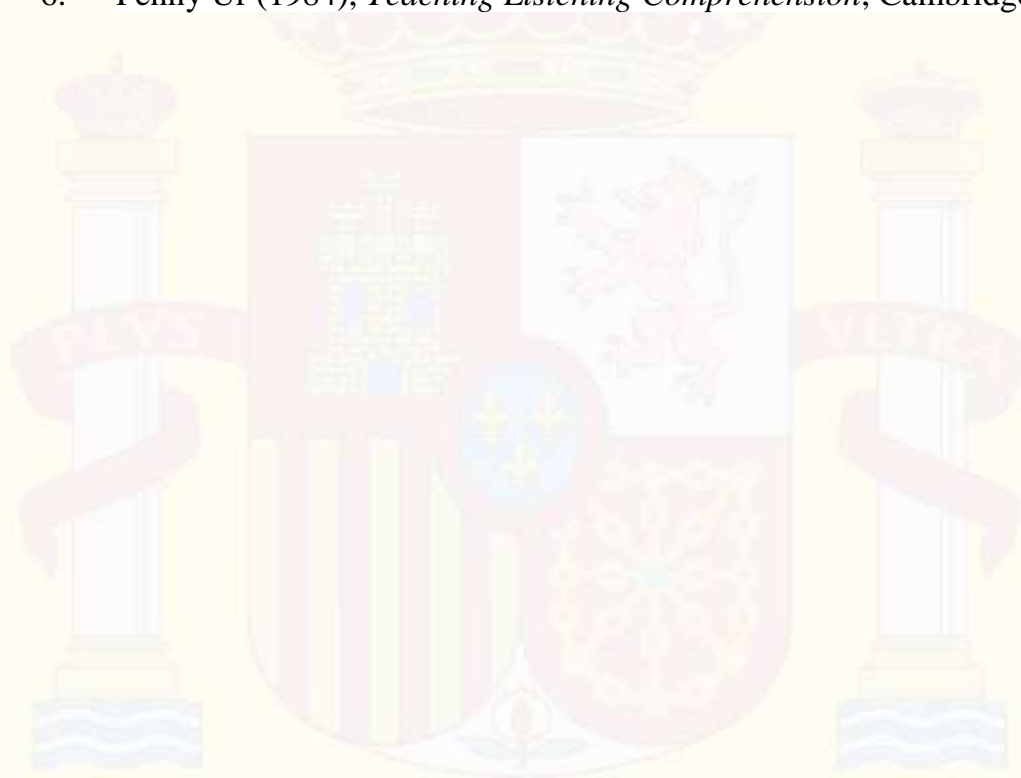 6. Penny Ur (1984), Teaching Listening Comprehension, Cambridge
PLVS VLTRA